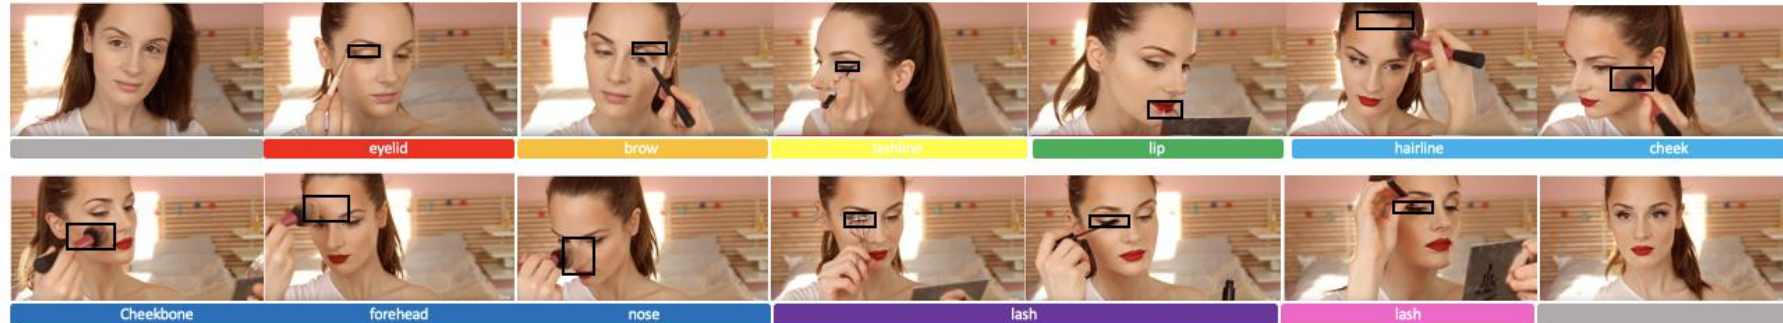 eyelid
brow
lashline
lip
hairline
cheek
Cheekbone
forehead
nose
lash
lash